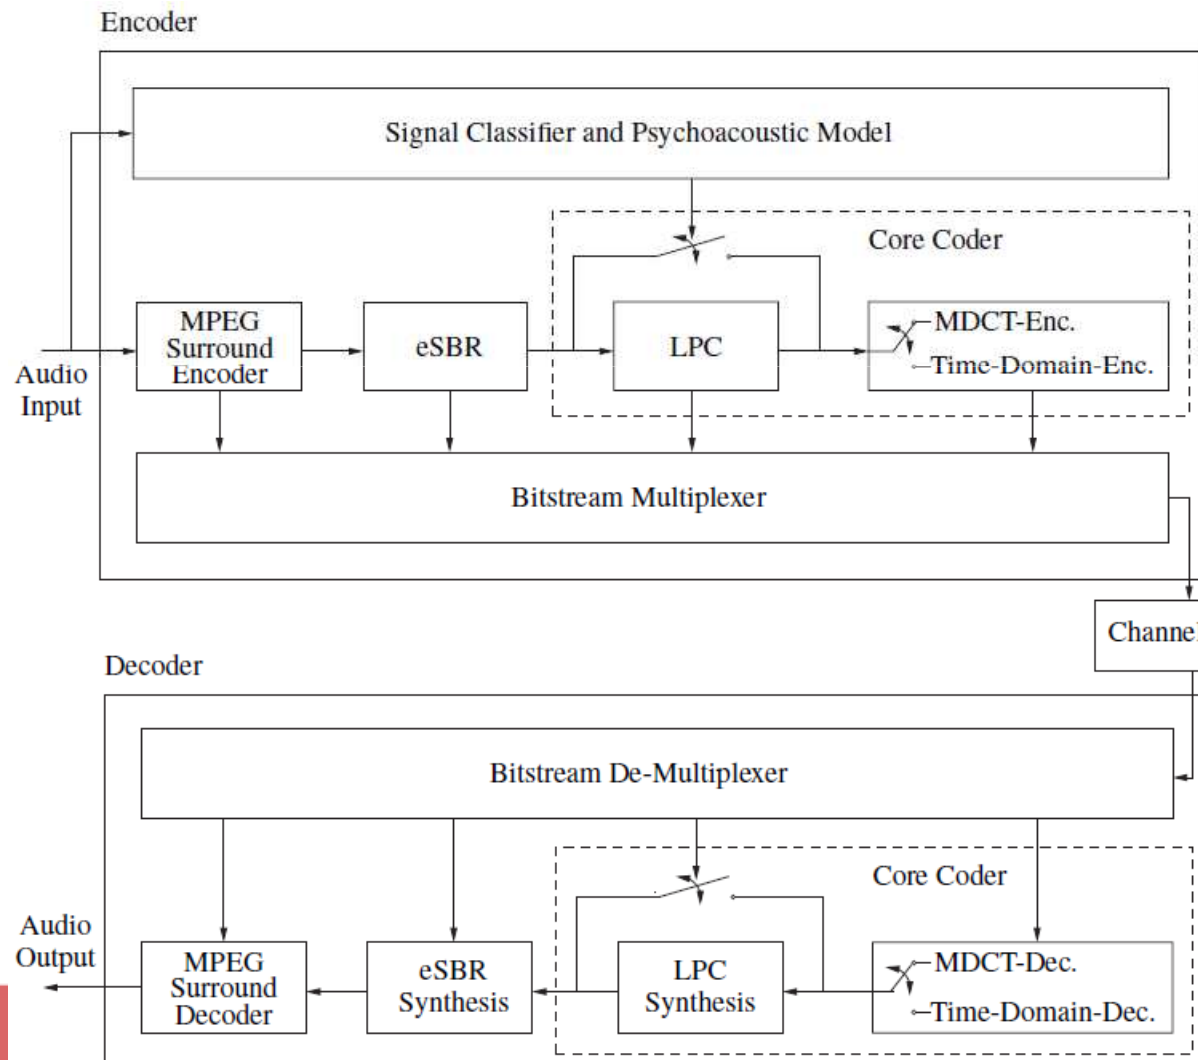 Encoder
Signal Classifier and Psychoacoustic Model
Core Coder
MPEG
Surround
Encoder
eSBR
LPC
MDCT-Enc.
Time-Domain-Enc.
Audio
Input
Bitstream Multiplexer
Channel
Decoder
Bitstream De-Multiplexer
Core Coder
Audio
Output
MPEG
Surround
Decoder
eSBR
Synthesis
LPC
Synthesis
MDCT-Dec.
Time-Domain-Dec.